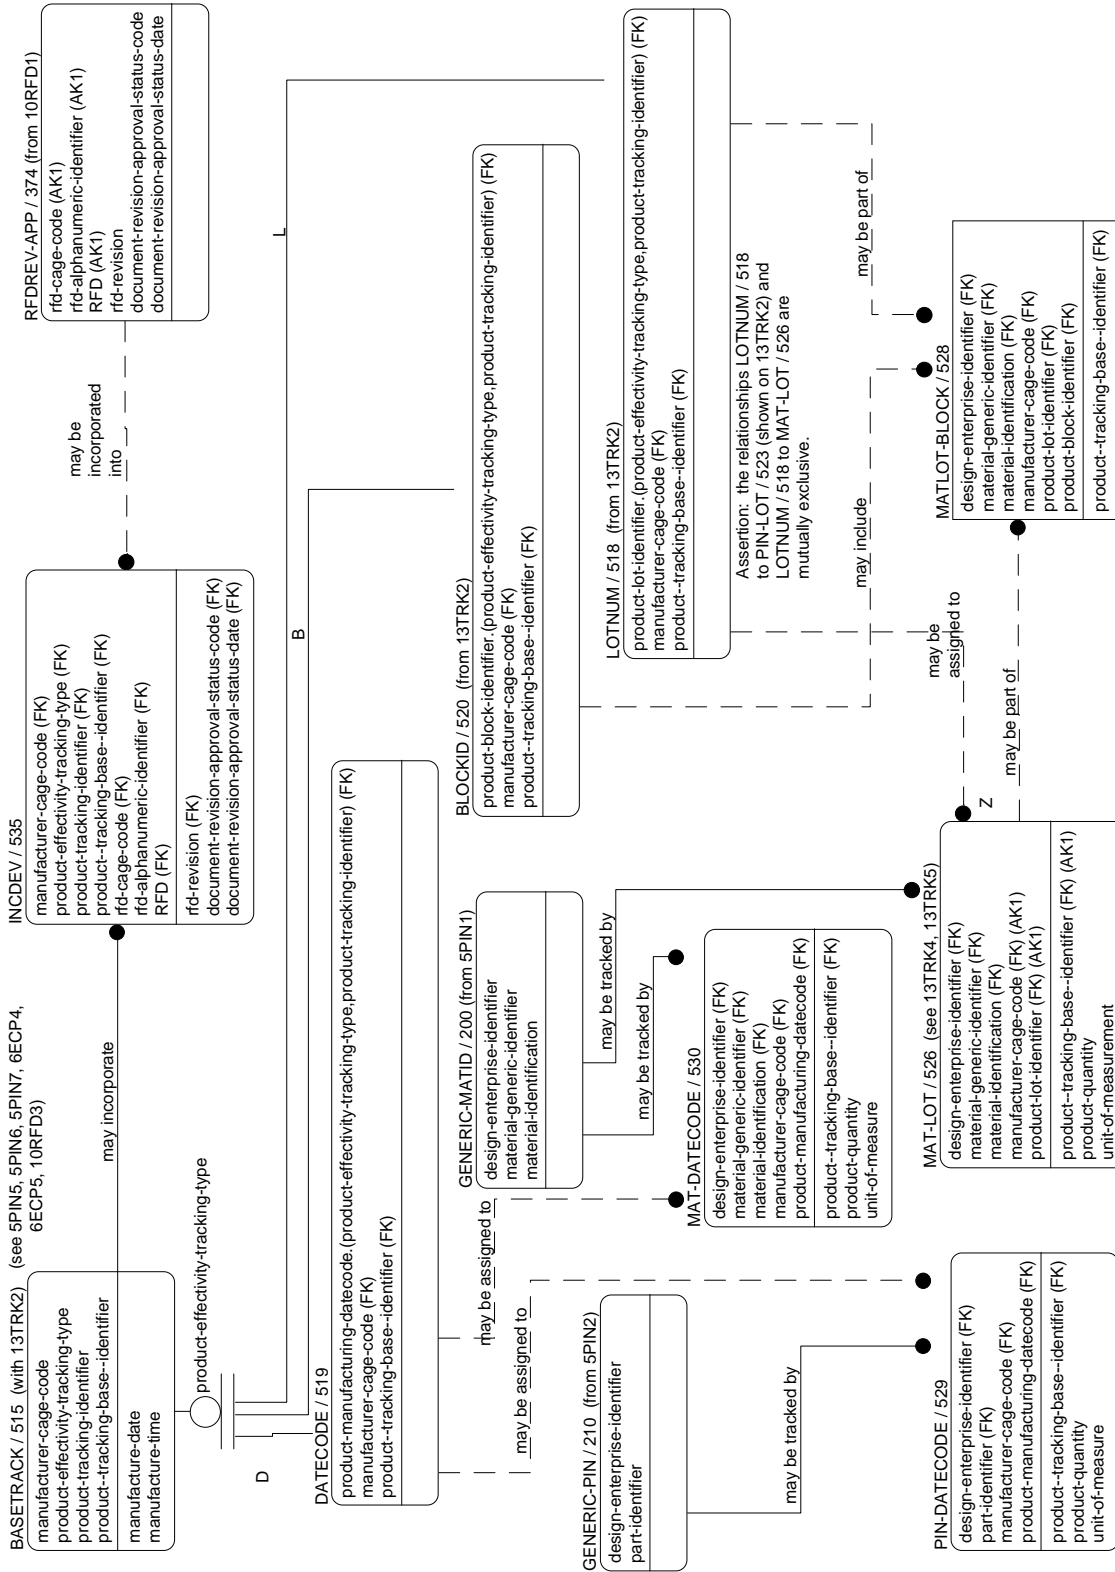 BASETRACK / 515 (with 13TRK2) (see 5PIN5, 5PIN6, 5PIN7, 6ECP4,
6ECP5, 10RFD3)
manufacturer-cage-code
product-effectivity-tracking-type
product-tracking-identifier
product--tracking-base--identifier
manufacture-date
manufacture-time
may incorporate
INCDEV / 535
manufacturer-cage-code (FK)
product-effectivity-tracking-type (FK)
product-tracking-identifier (FK)
product--tracking-base--identifier (FK)
rfd-cage-code (FK)
rfd-alphanumeric-identifier (FK)
RFD (FK)
rfd-revision (FK)
document-revision-approval-status-code (FK)
document-revision-approval-status-date (FK)
may be
incorporated
into
RFDREV-APP / 374 (from 10RFD1)
rfd-cage-code (AK1)
rfd-alphanumeric-identifier (AK1)
RFD (AK1)
rfd-revision
document-revision-approval-status-code
document-revision-approval-status-date
product-effectivity-tracking-type
D
B
L
DATECODE / 519
product-manufacturing-datecode.(product-effectivity-tracking-type,product-tracking-identifier) (FK)
manufacturer-cage-code (FK)
product--tracking-base--identifier (FK)
BLOCKID / 520 (from 13TRK2)
product-block-identifier.(product-effectivity-tracking-type,product-tracking-identifier) (FK)
manufacturer-cage-code (FK)
product--tracking-base--identifier (FK)
may be assigned to
may be assigned to
GENERIC-MATID / 200 (from 5PIN1)
design-enterprise-identifier
material-generic-identifier
material-identification
may be tracked by
may be tracked by
LOTNUM / 518 (from 13TRK2)
product-lot-identifier.(product-effectivity-tracking-type,product-tracking-identifier) (FK)
manufacturer-cage-code (FK)
product--tracking-base--identifier (FK)
Assertion: the relationships LOTNUM / 518
to PIN-LOT / 523 (shown on 13TRK2) and
LOTNUM / 518 to MAT-LOT / 526 are
mutually exclusive.
may include
may be part of
may be
assigned to
GENERIC-PIN / 210 (from 5PIN2)
design-enterprise-identifier
part-identifier
may be tracked by
MAT-DATECODE / 530
design-enterprise-identifier (FK)
material-generic-identifier (FK)
material-identification (FK)
manufacturer-cage-code (FK)
product-manufacturing-datecode (FK)
product--tracking-base--identifier (FK)
product-quantity
unit-of-measure
PIN-DATECODE / 529
design-enterprise-identifier (FK)
part-identifier (FK)
manufacturer-cage-code (FK)
product-manufacturing-datecode (FK)
product--tracking-base--identifier (FK)
product-quantity
unit-of-measure
MAT-LOT / 526 (see 13TRK4, 13TRK5)
design-enterprise-identifier (FK)
material-generic-identifier (FK)
material-identification (FK)
manufacturer-cage-code (FK) (AK1)
product-lot-identifier (FK) (AK1)
product--tracking-base--identifier (FK) (AK1)
product-quantity
unit-of-measurement
Z
may be part of
MATLOT-BLOCK / 528
design-enterprise-identifier (FK)
material-generic-identifier (FK)
material-identification (FK)
manufacturer-cage-code (FK)
product-lot-identifier (FK)
product-block-identifier (FK)
product--tracking-base--identifier (FK)